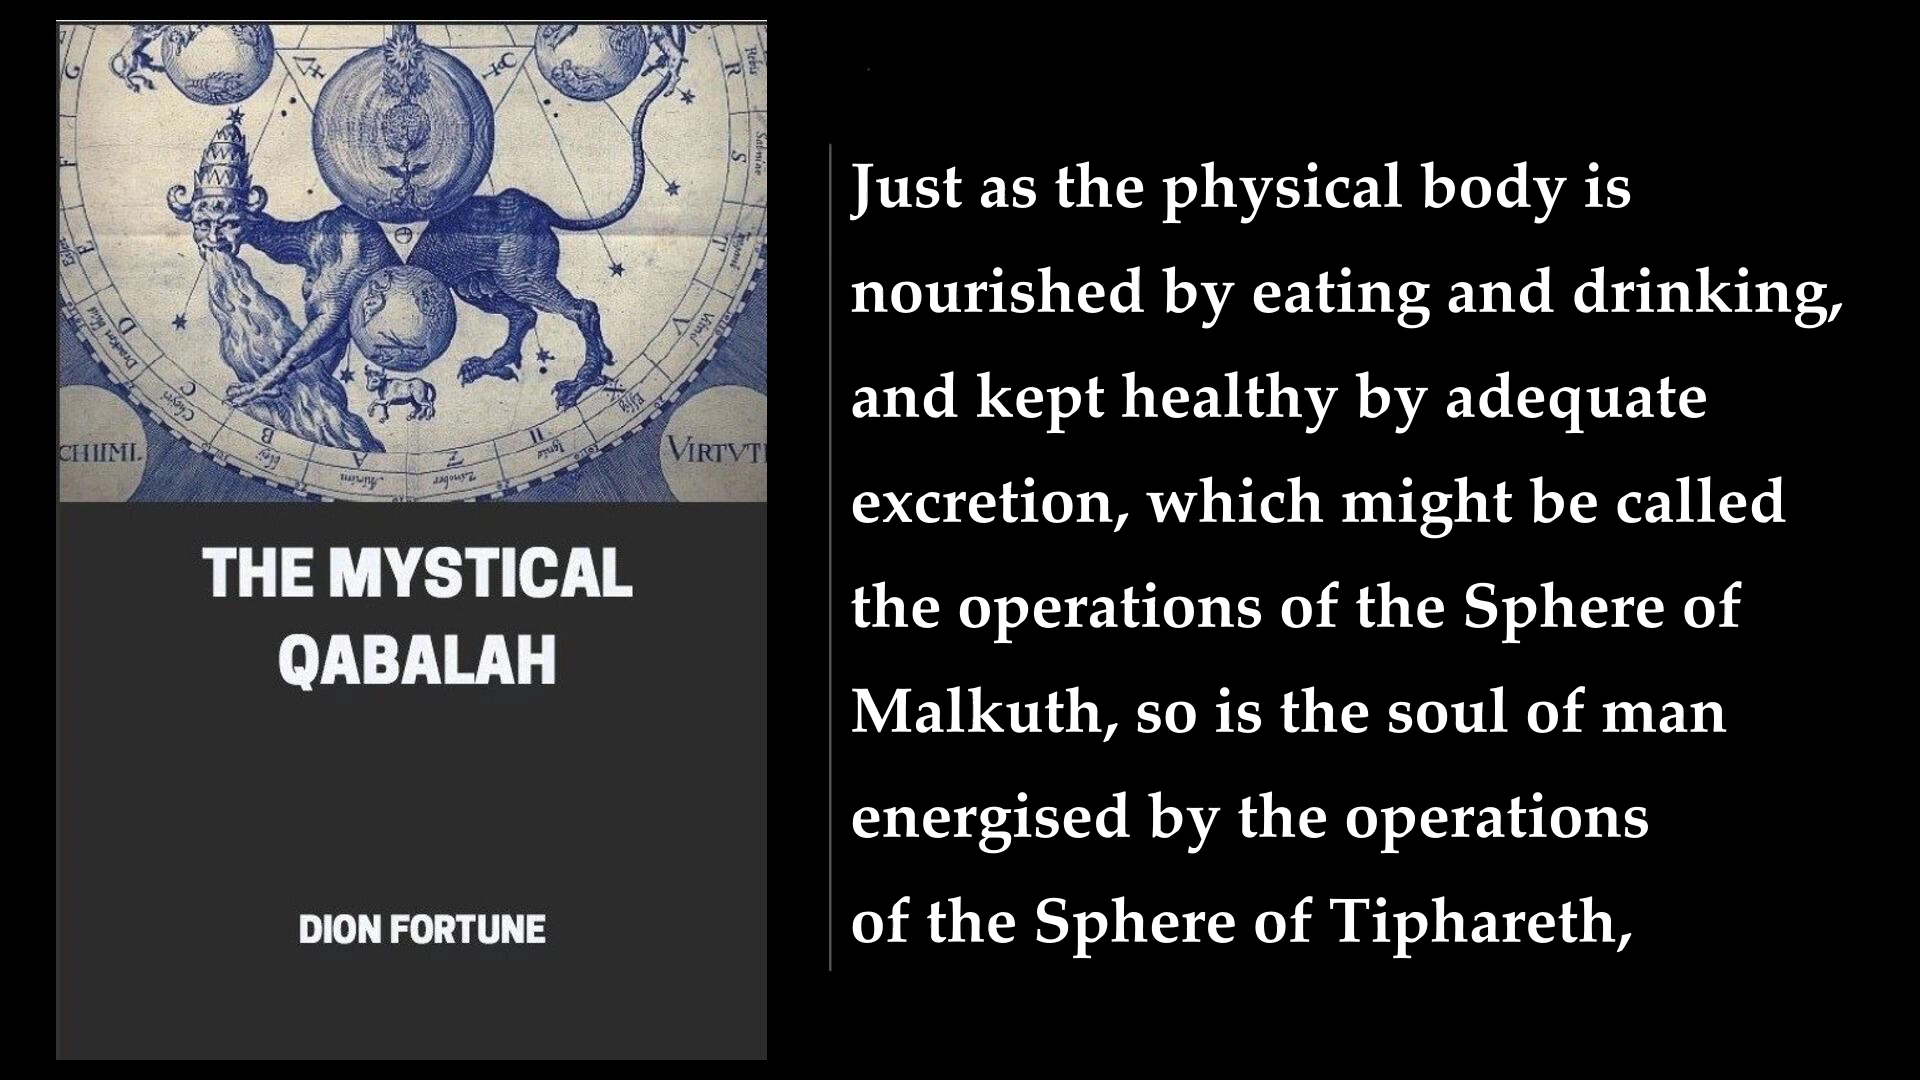 CHIIMI.
VIRTVTI
THE MYSTICAL
QABALAH
DION FORTUNE
Just as the physical body is
nourished by eating and drinking,
and kept healthy by adequate
excretion, which might be called
the operations of the Sphere of
Malkuth, so is the soul of man
energised by the operations
of the Sphere of Tiphareth,